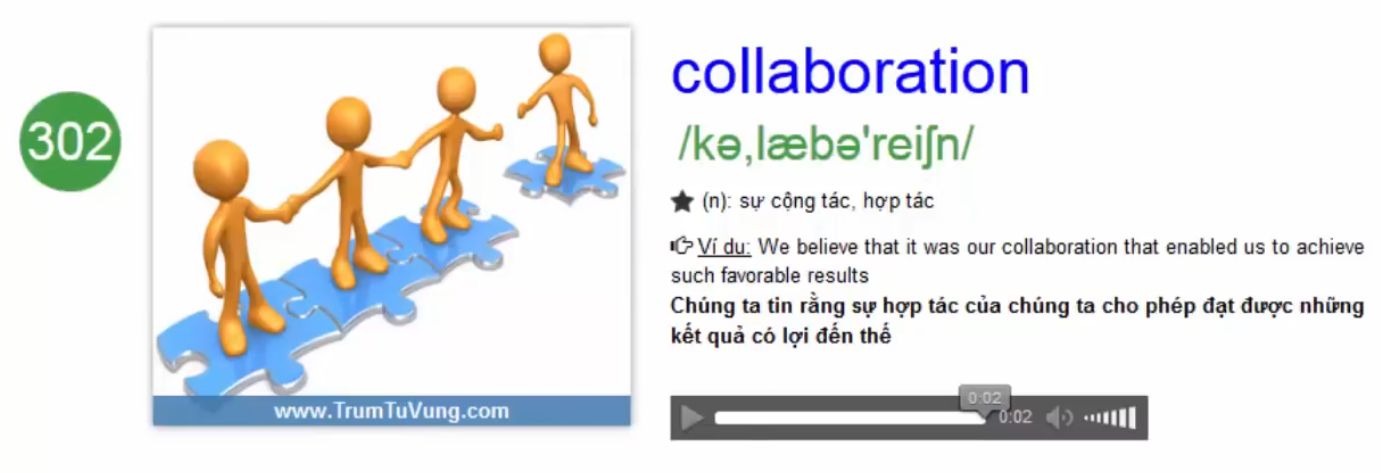 302
collaboration
/kə,læbə'reiʃn/
(n): sự cộng tác, hợp tác
Ví du: We believe that it was our collaboration that enabled us to achieve
such favorable results
Chúng ta tin rằng sự hợp tác của chúng ta cho phép đạt được những
kết quả có lợi đến thế
www.TrumTuVung.com
0:02
0:02